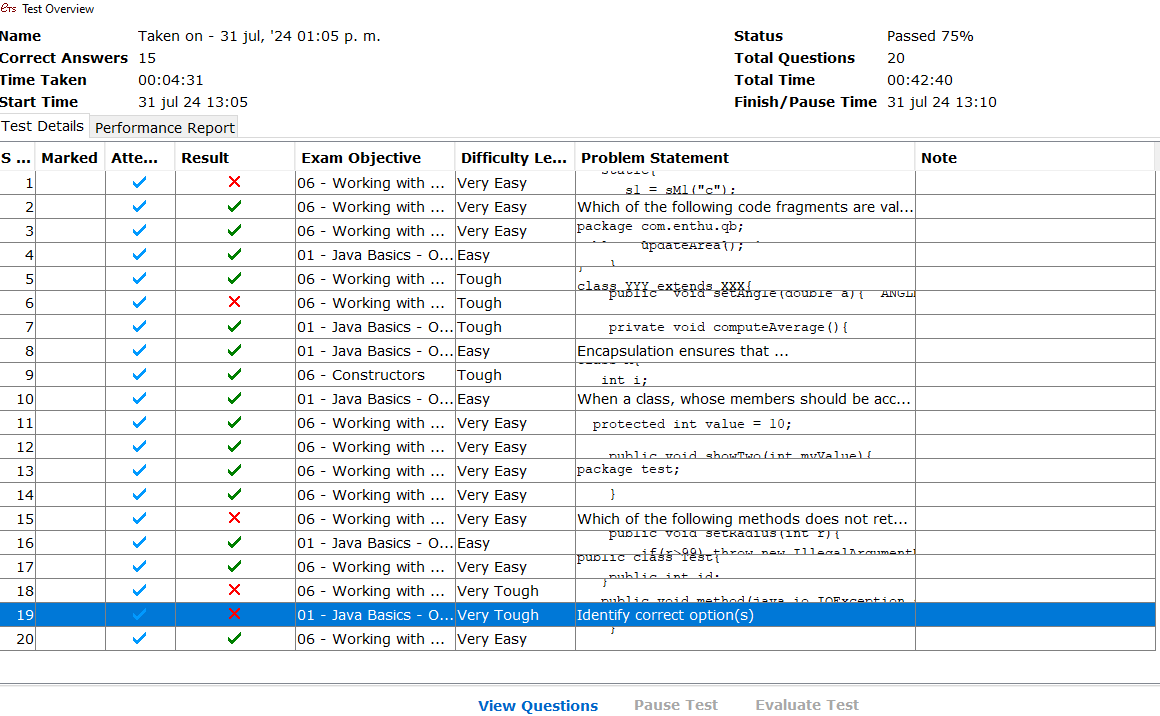 Test Overview
Name Taken on - 31 jul, '24 01:05 p. m. Status Passed 75%
Correct Answers 15 Total Questions 20
Time Taken 00:04:31 Total Time 00:42:40
Start Time 31 jul 24 13:05 Finish/Pause Time 31 jul 24 13:10
Test Details Performance Report
S ... Marked Atte... Result Exam Objective Difficulty Le... Problem Statement Note
1 06 - Working with ... Very Easy static{
s1 = sM1("c");
2 06 - Working with ... Very Easy Which of the following code fragments are val...
3 06 - Working with ... Very Easy package com.enthu.qb;
4 01 - Java Basics - O... Easy updateArea();
}
5 06 - Working with ... Tough class YYY extends XXX{
6 06 - Working with ... Tough public void setAngle(double a){ ANGL
7 01 - Java Basics - O... Tough private void computeAverage(){
8 01 - Java Basics - O... Easy Encapsulation ensures that ...
9 06 - Constructors Tough int i;
10 01 - Java Basics - O... Easy When a class, whose members should be acc...
11 06 - Working with ... Very Easy protected int value = 10;
12 06 - Working with ... Very Easy public void showTwo(int myValue){
13 06 - Working with ... Very Easy package test;
14 06 - Working with ... Very Easy }
15 06 - Working with ... Very Easy Which of the following methods does not ret...
16 01 - Java Basics - O... Easy public void setRadius(int r){
if(r>99) throw new IllegalArgument
17 06 - Working with ... Very Easy public class Test{
public int id;
18 06 - Working with ... Very Tough }
public void method(java.io.IOException
19 01 - Java Basics - O... Very Tough Identify correct option(s)
20 06 - Working with ... Very Easy }
View Questions Pause Test Evaluate Test